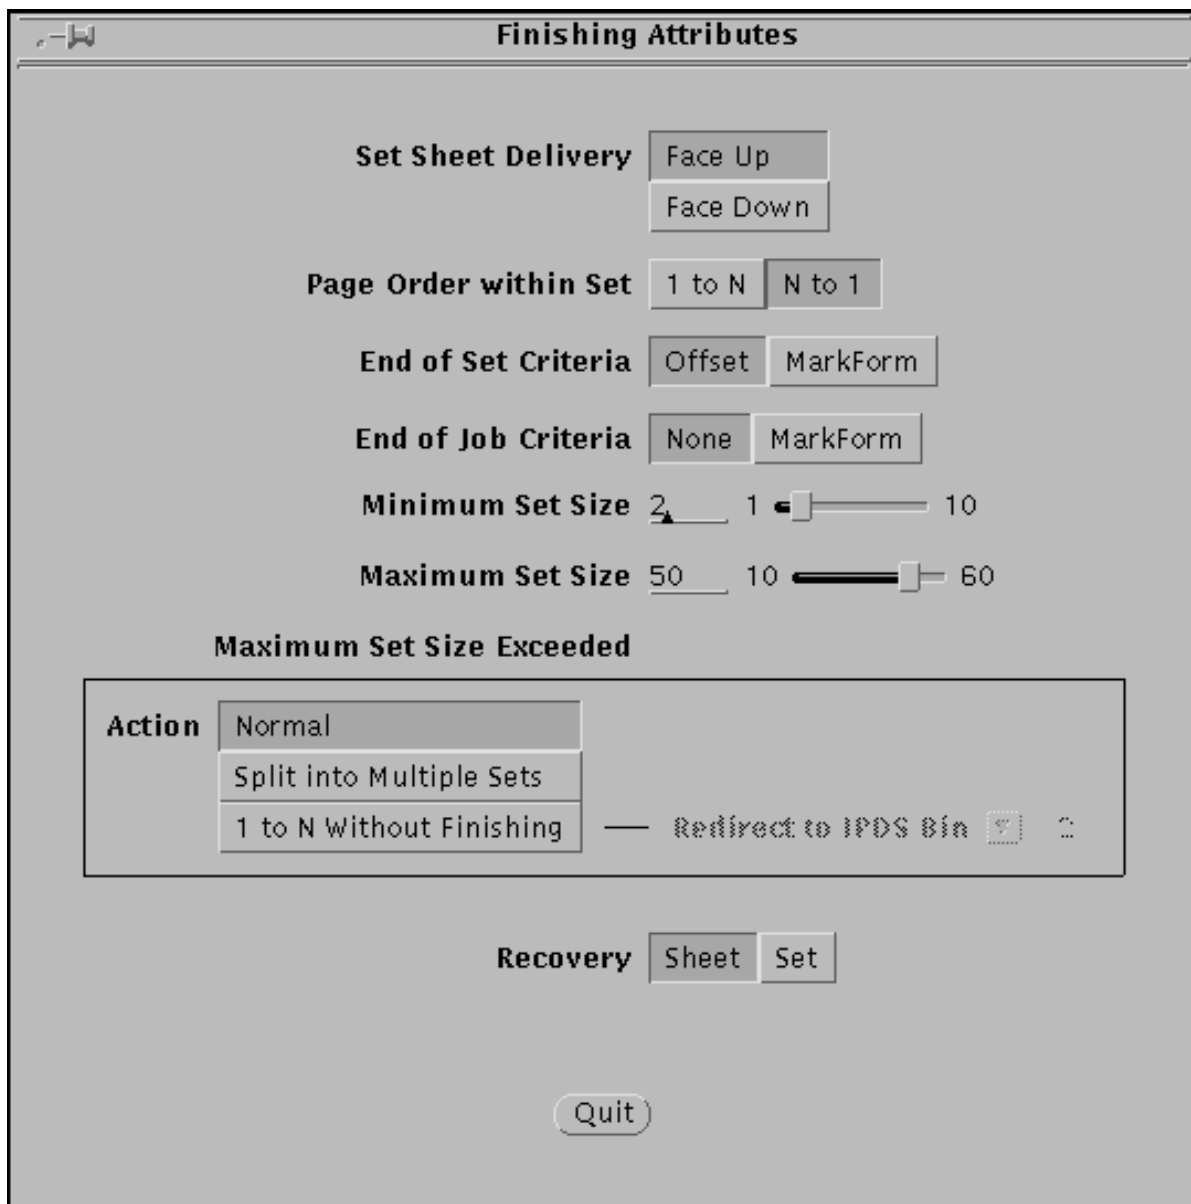 Finishing Attributes
Set Sheet Delivery Face Up
Face Down
Page Order within Set 1 to N N to 1
End of Set Criteria Offset MarkForm
End of Job Criteria None MarkForm
Minimum Set Size 2 1 10
Maximum Set Size 50 10 60
Maximum Set Size Exceeded
Action Normal
Split into Multiple Sets
1 to N Without Finishing Redirect to IPDS Bin
Recovery Sheet Set
Quit